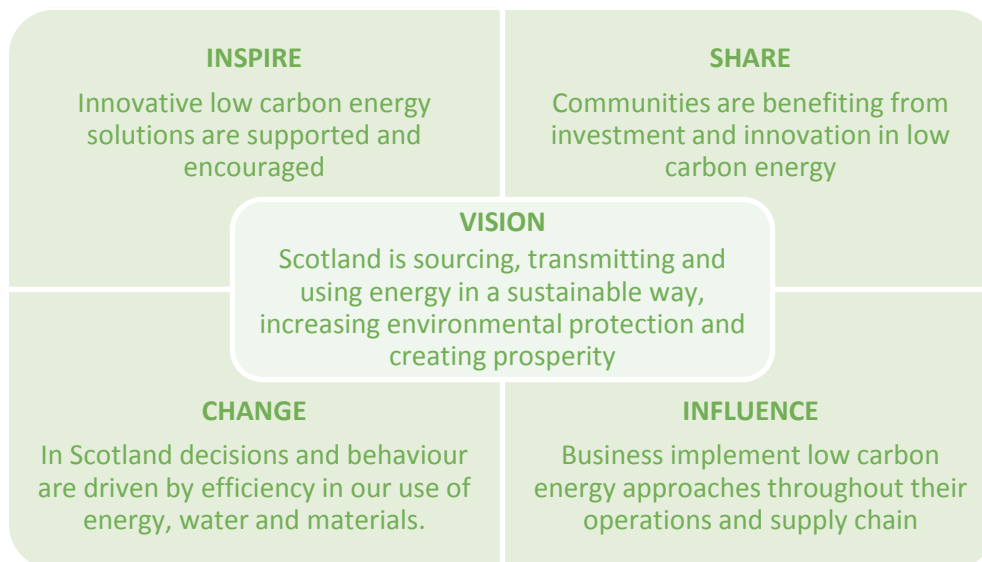 INSPIRE
Innovative low carbon energy
solutions are supported and
encouraged
SHARE
Communities are benefiting from
investment and innovation in low
carbon energy
VISION
Scotland is sourcing, transmitting and
using energy in a sustainable way,
increasing environmental protection and
creating prosperity
CHANGE
In Scotland decisions and behaviour
are driven by efficiency in our use of
energy, water and materials.
INFLUENCE
Business implement low carbon
energy approaches throughout their
operations and supply chain